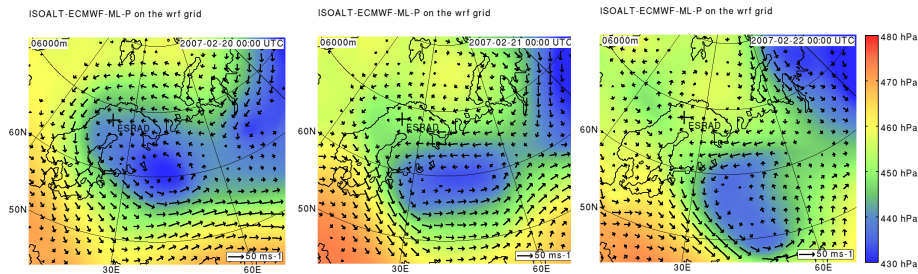 ISOALT-ECMWF-ML-P on the wrf grid
06000m
2007-02-20 00:00 UTC
ESRAD
60N
50N
30E
60E
50 ms-1
ISOALT-ECMWF-ML-P on the wrf grid
06000m
2007-02-21 00:00 UTC
ESRAD
60N
50N
30E
60E
50 ms-1
ISOALT-ECMWF-ML-P on the wrf grid
06000m
2007-02-22 00:00 UTC
ESRAD
60N
50N
30E
60E
50 ms-1
480 hPa
470 hPa
460 hPa
450 hPa
440 hPa
430 hPa